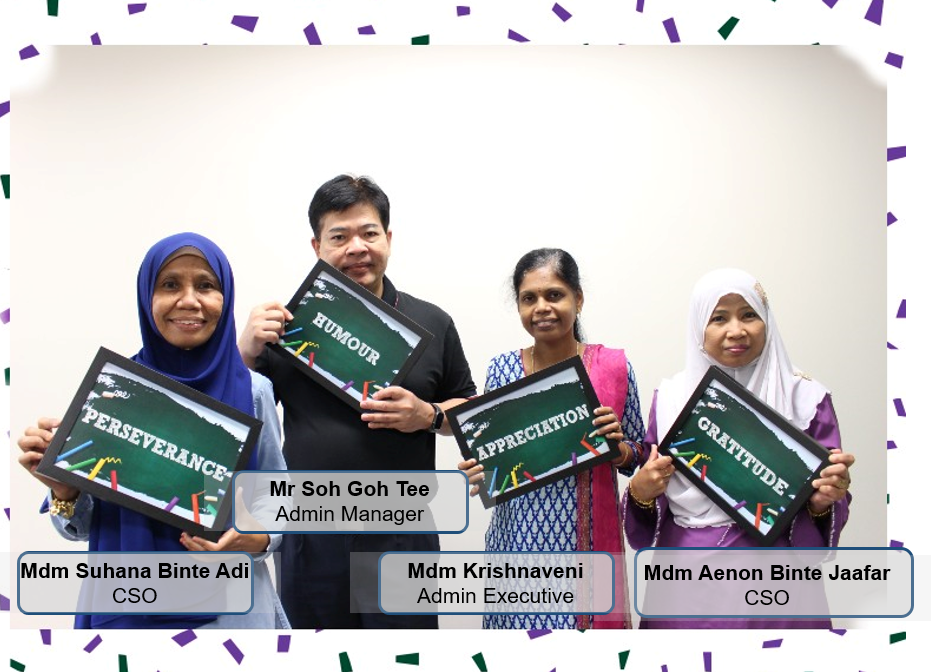 HUMOUR
PERSEVERANCE
APPRECIATION
GRATITUDE
Mr Soh Goh Tee
Admin Manager
Mdm Suhana Binte Adi
CSO
Mdm Krishnaveni
Admin Executive
Mdm Aenon Binte Jaafar
CSO